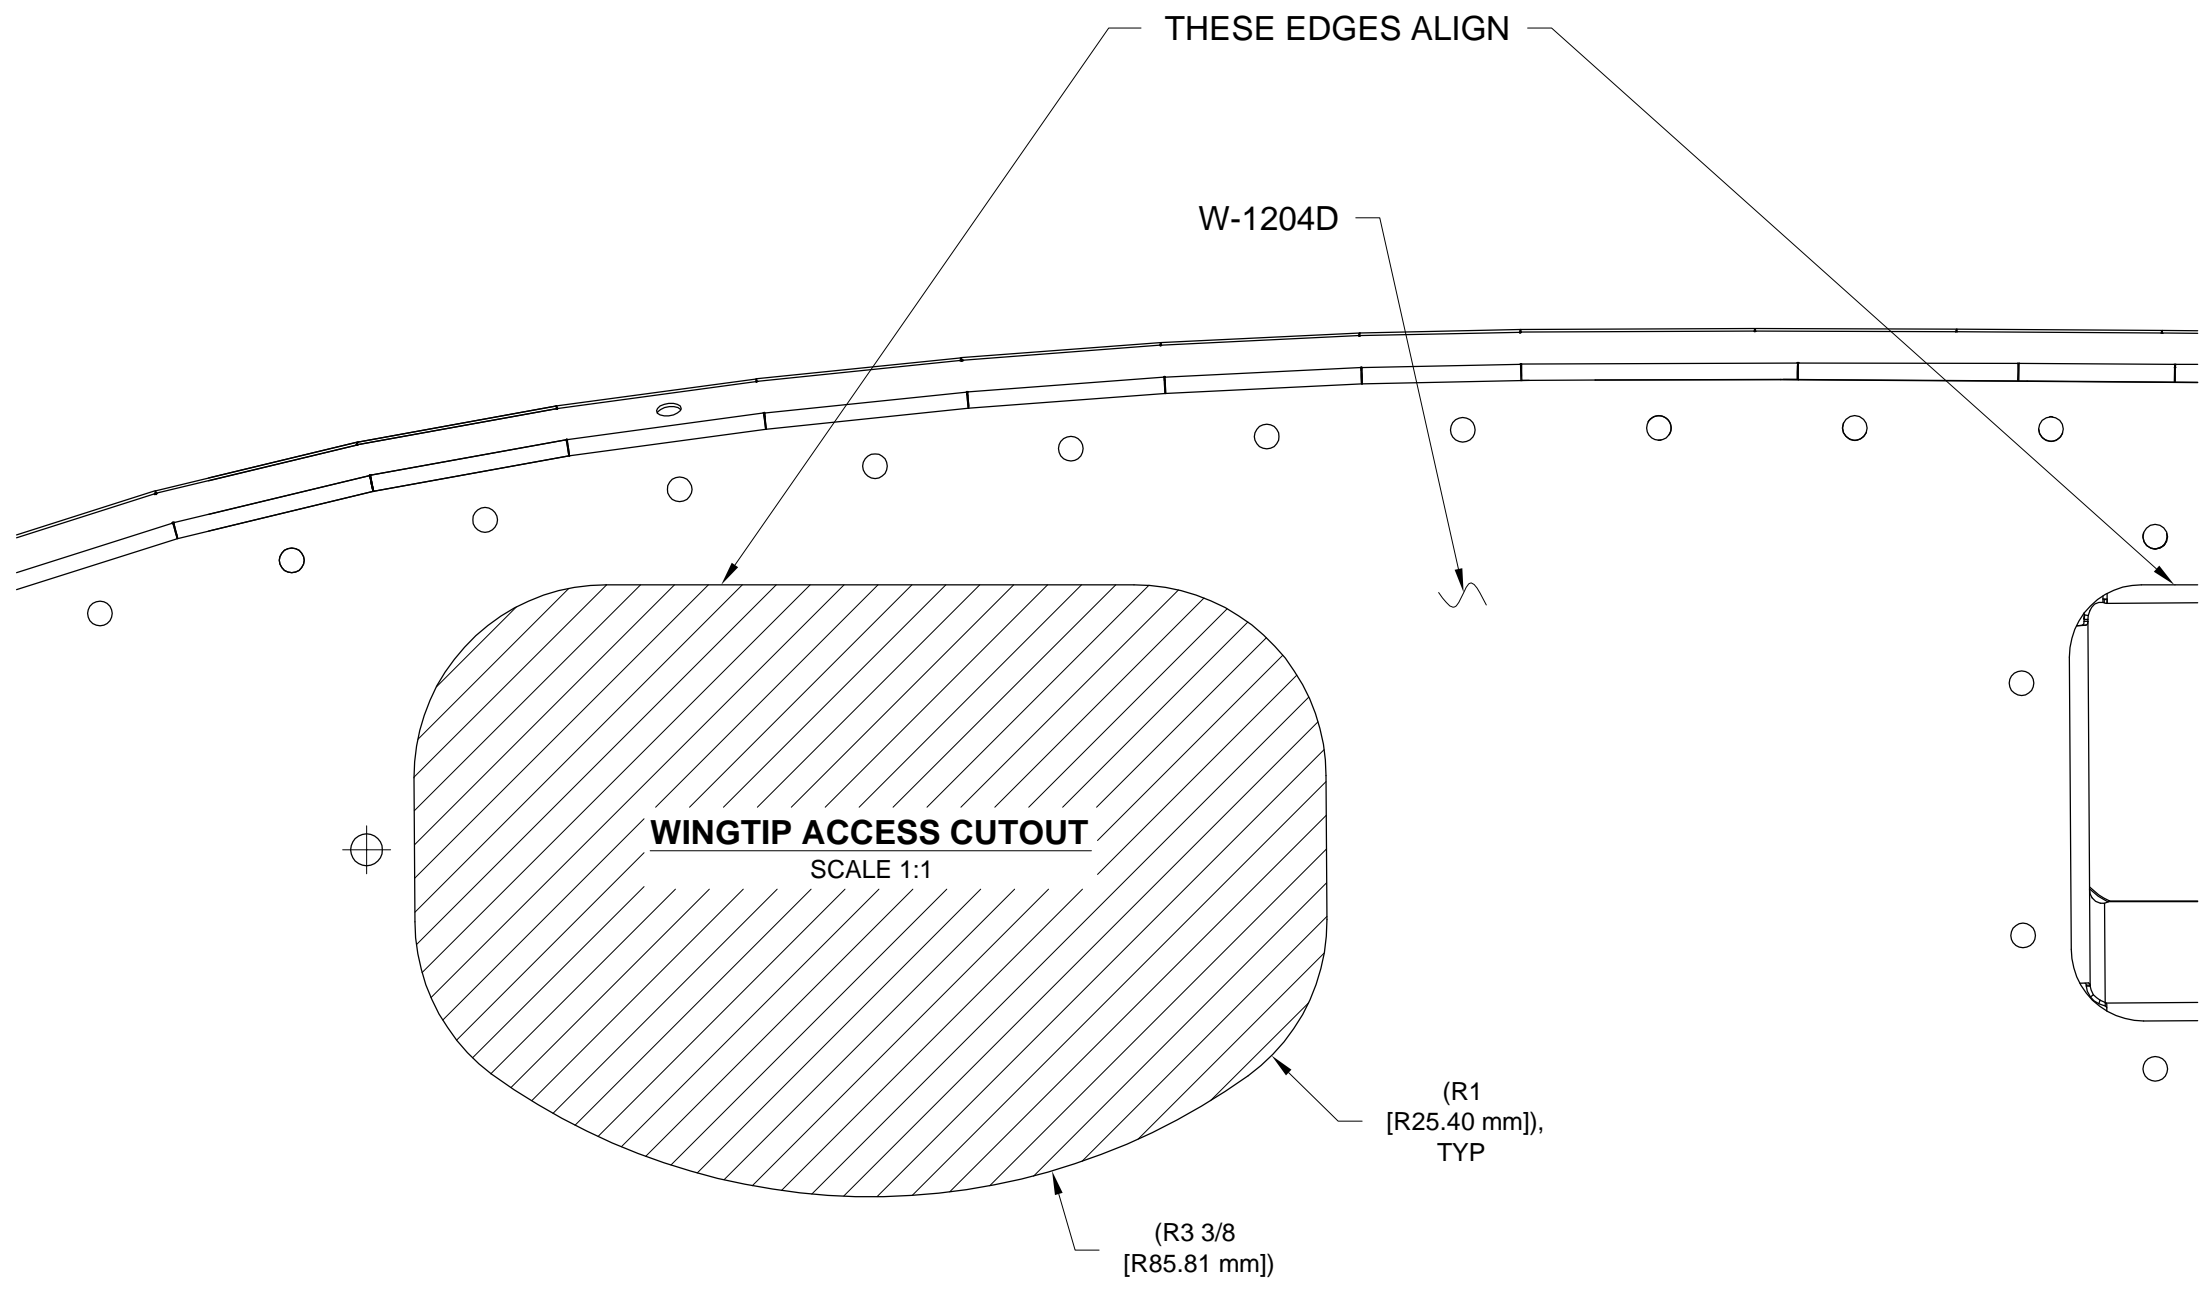 THESE EDGES ALIGN
W-1204D
WINGTIP ACCESS CUTOUT
SCALE 1:1
(R1
[R25.40 mm]),
TYP
(R3 3/8
[R85.81 mm])